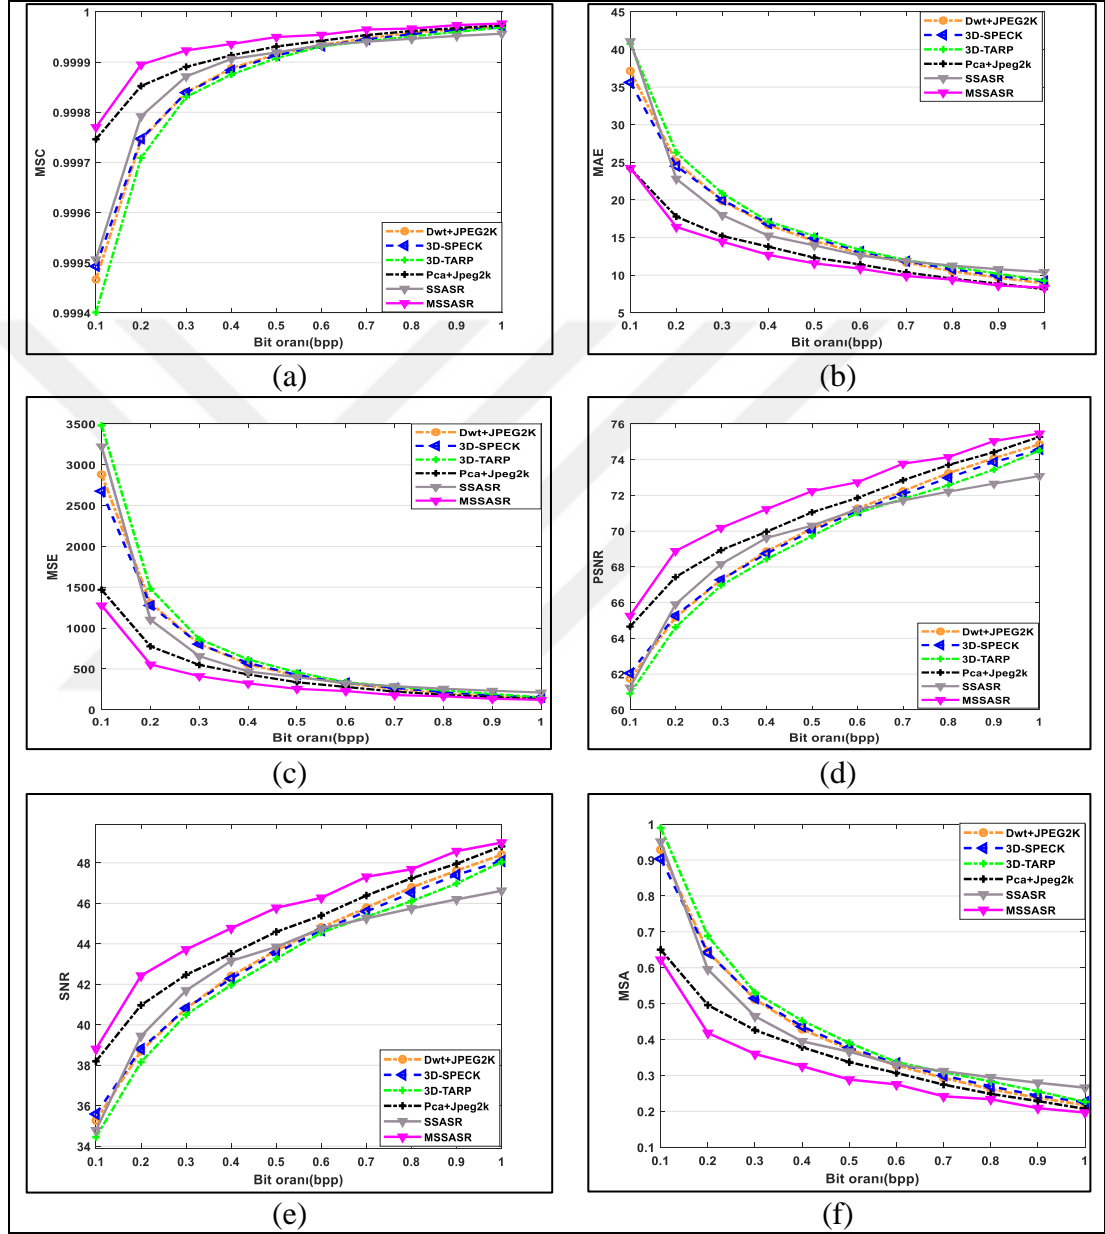 1
0.9999
0.9998
0.9997
0.9996
0.9995
0.9994
MSC
Dwt+JPEG2K
3D-SPECK
3D-TARP
Pca+Jpeg2k
SSASR
MSSASR
0.1 0.2 0.3 0.4 0.5 0.6 0.7 0.8 0.9 1
Bit oranı(bpp)
(a)
45
40
35
30
25
20
15
10
5
MAE
Dwt+JPEG2K
3D-SPECK
3D-TARP
Pca+Jpeg2k
SSASR
MSSASR
0.1 0.2 0.3 0.4 0.5 0.6 0.7 0.8 0.9 1
Bit oranı(bpp)
(b)
3500
3000
2500
2000
1500
1000
500
0
MSE
Dwt+JPEG2K
3D-SPECK
3D-TARP
Pca+Jpeg2k
SSASR
MSSASR
0.1 0.2 0.3 0.4 0.5 0.6 0.7 0.8 0.9 1
Bit oranı(bpp)
(c)
76
74
72
70
68
66
64
62
60
PSNR
Dwt+JPEG2K
3D-SPECK
3D-TARP
Pca+Jpeg2k
SSASR
MSSASR
0.1 0.2 0.3 0.4 0.5 0.6 0.7 0.8 0.9 1
Bit oranı(bpp)
(d)
48
46
44
42
40
38
36
34
SNR
Dwt+JPEG2K
3D-SPECK
3D-TARP
Pca+Jpeg2k
SSASR
MSSASR
0.1 0.2 0.3 0.4 0.5 0.6 0.7 0.8 0.9 1
Bit oranı(bpp)
(e)
1
0.9
0.8
0.7
0.6
0.5
0.4
0.3
0.2
0.1
MSA
Dwt+JPEG2K
3D-SPECK
3D-TARP
Pca+Jpeg2k
SSASR
MSSASR
0.1 0.2 0.3 0.4 0.5 0.6 0.7 0.8 0.9 1
Bit oranı(bpp)
(f)